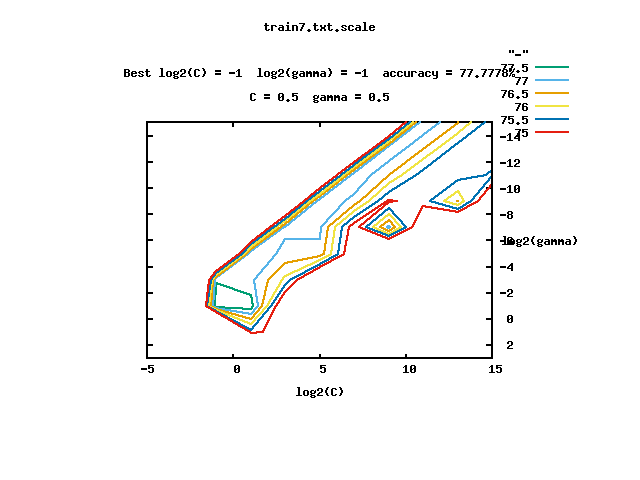 train7.txt.scale
"-"
Best log2(C) = -1  log2(gamma) = -1  accuracy = 77.7778%
C = 0.5  gamma = 0.5
77.5
77
76.5
76
75.5
75
-14
-12
-10
-8
-6
log2(gamma)
-4
-2
0
2
-5 0 5 10 15
log2(C)